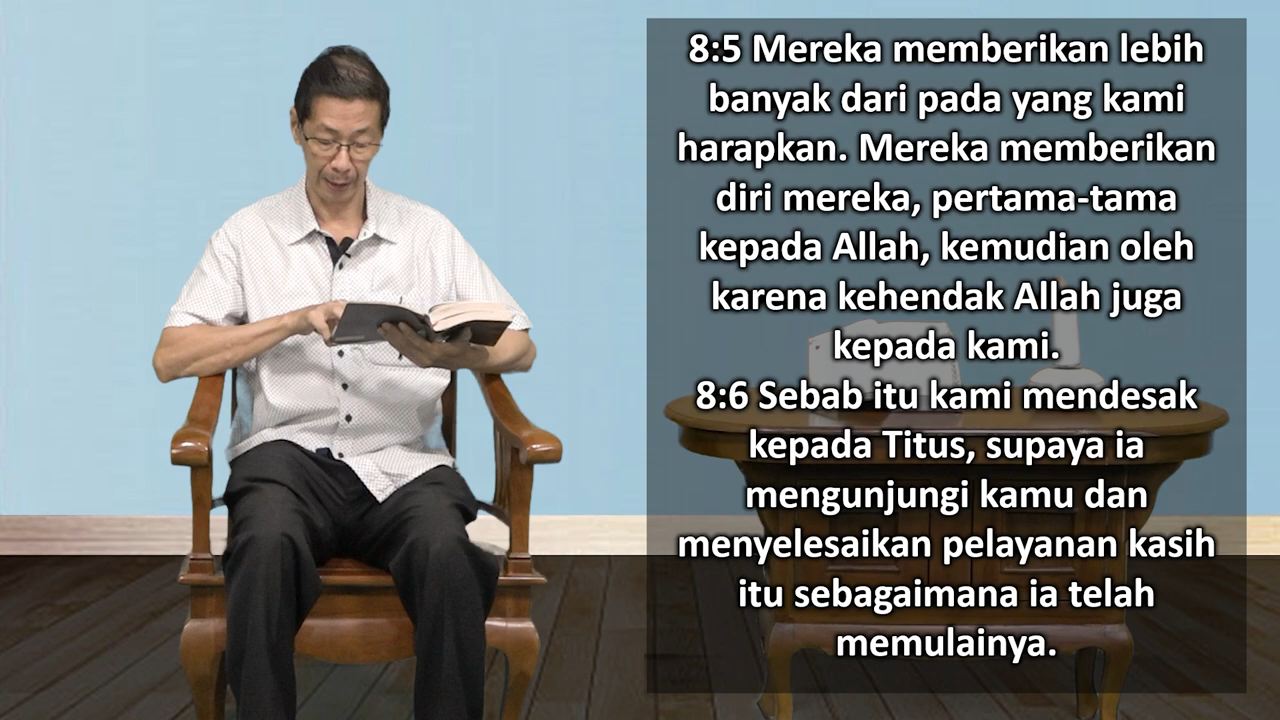 8:5 Mereka memberikan lebih
banyak dari pada yang kami
harapkan. Mereka memberikan
diri mereka, pertama-tama
kepada Allah, kemudian oleh
karena kehendak Allah juga
kepada kami.
8:6 Sebab itu kami mendesak
kepada Titus, supaya ia
mengunjungi kamu dan
menyelesaikan pelayanan kasih
itu sebagaimana ia telah
memulainya.